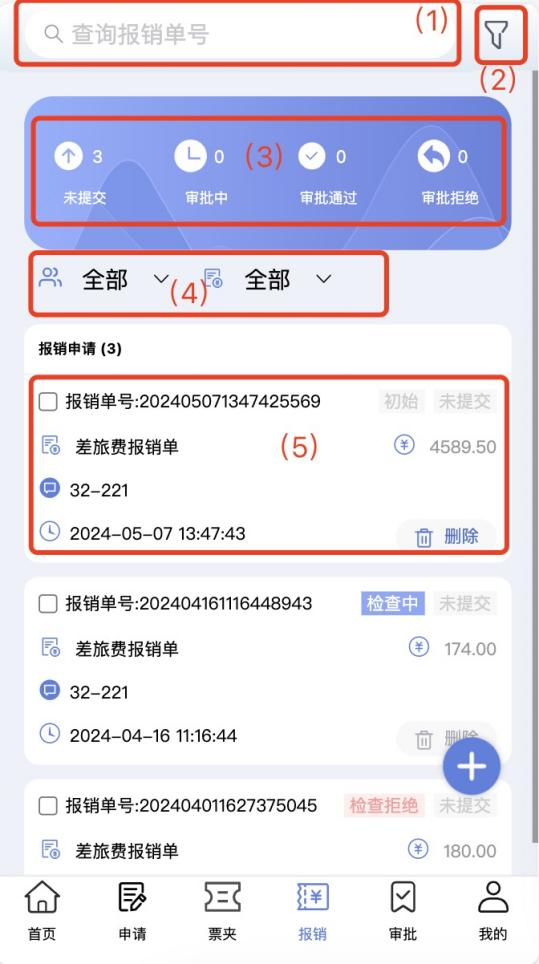 查询报销单号
(1)
(2)
3 0 (3) 0 0
未提交 审批中 审批通过 审批拒绝
全部 (4) 全部
报销申请 (3)
报销单号:202405071347425569 初始 未提交
差旅费报销单 (5) ¥ 4589.50
32-221
2024-05-07 13:47:43 删除
报销单号:202404161116448943 检查中 未提交
差旅费报销单 ¥ 174.00
32-221
2024-04-16 11:16:44 删除
报销单号:202404011627375045 检查拒绝 未提交
差旅费报销单 ¥ 180.00
首页 申请 票夹 报销 审批 我的